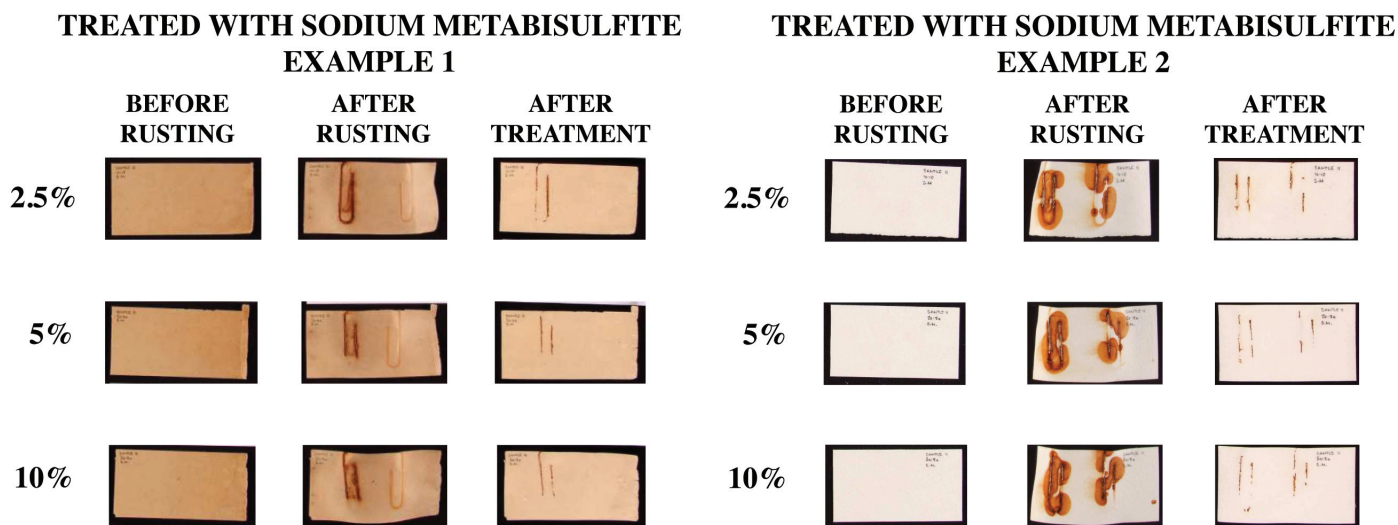 TREATED WITH SODIUM METABISULFITE
EXAMPLE 1
BEFORE RUSTING
AFTER RUSTING
AFTER TREATMENT
2.5%
5%
10%
TREATED WITH SODIUM METABISULFITE
EXAMPLE 2
BEFORE RUSTING
AFTER RUSTING
AFTER TREATMENT
2.5%
5%
10%